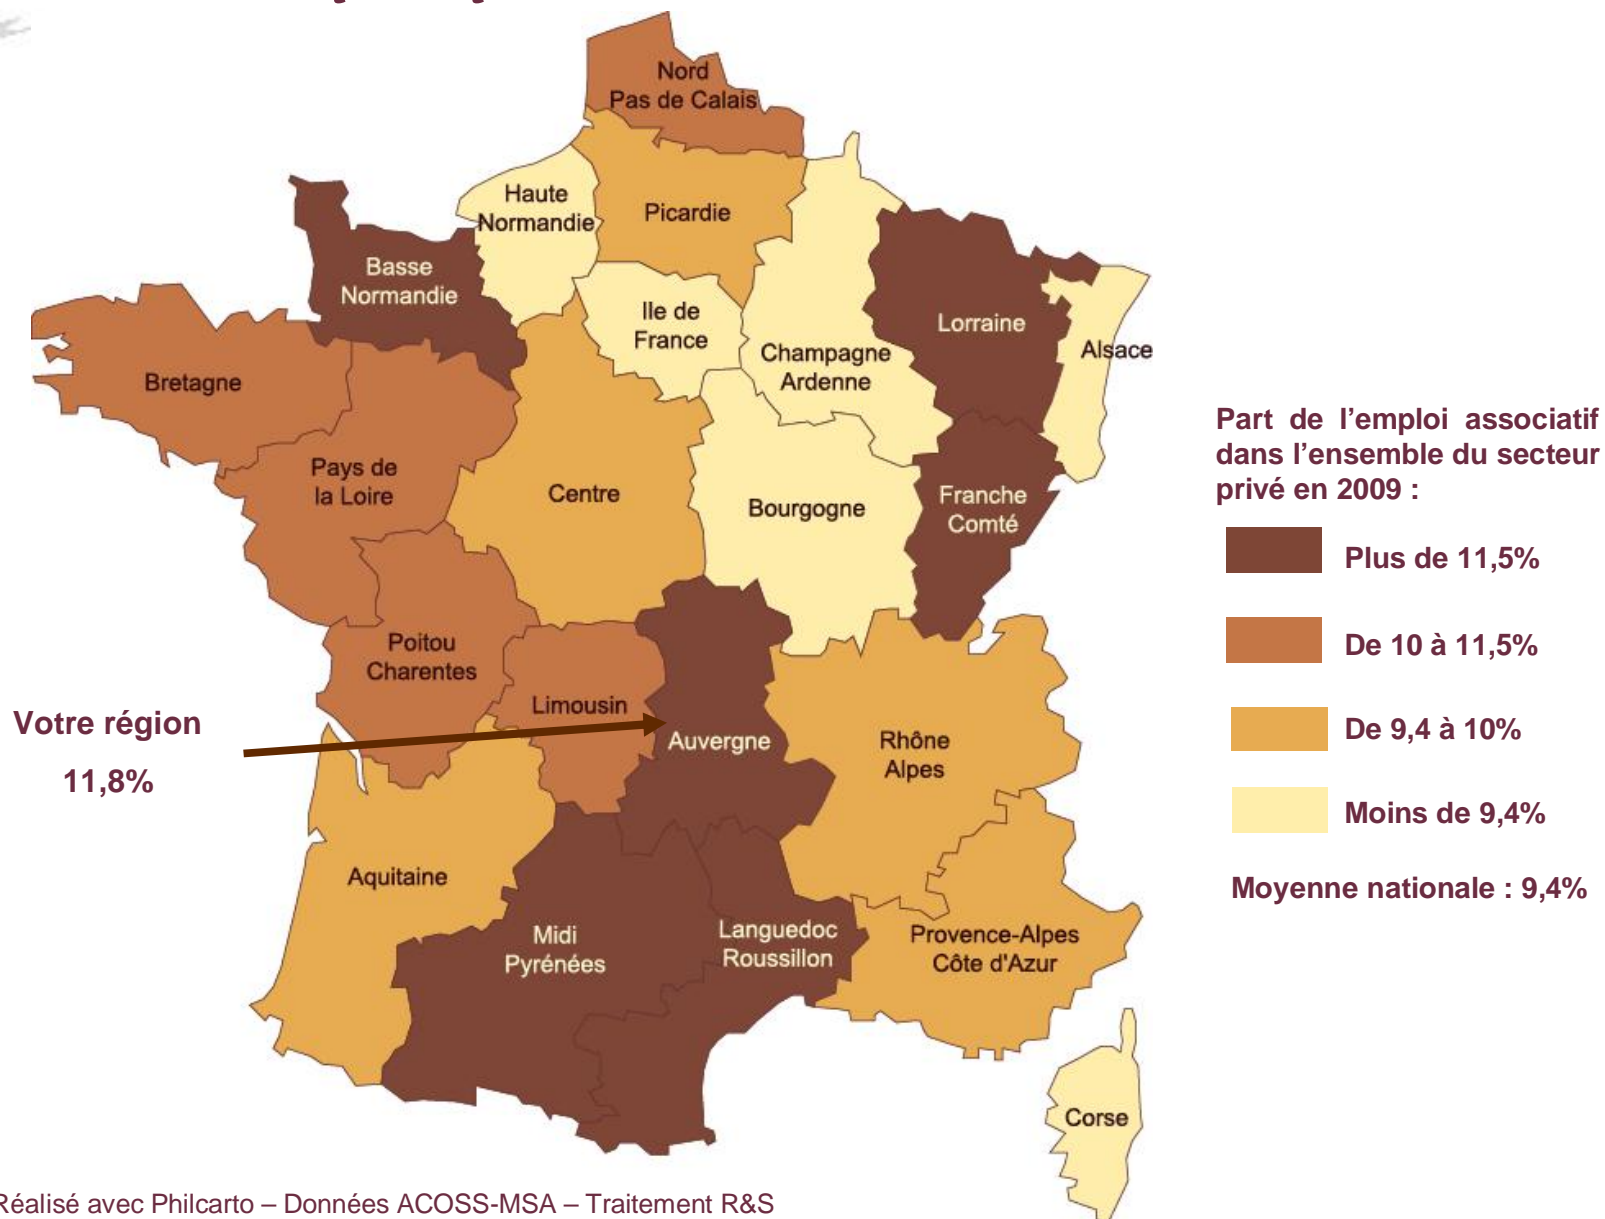 Nord
Pas de Calais
Haute
Normandie
Picardie
Basse
Normandie
Ile de
France
Lorraine
Champagne
Ardenne
Alsace
Bretagne
Pays de
la Loire
Centre
Bourgogne
Franche
Comté
Poitou
Charentes
Limousin
Auvergne
Rhône
Alpes
Votre région
11,8%
Aquitaine
Midi
Pyrénées
Languedoc
Roussillon
Provence-Alpes
Côte d'Azur
Corse
Part de l’emploi associatif
dans l’ensemble du secteur
privé en 2009 :
Plus de 11,5%
De 10 à 11,5%
De 9,4 à 10%
Moins de 9,4%
Moyenne nationale : 9,4%
Réalisé avec Philcarto – Données ACOSS-MSA – Traitement R&S